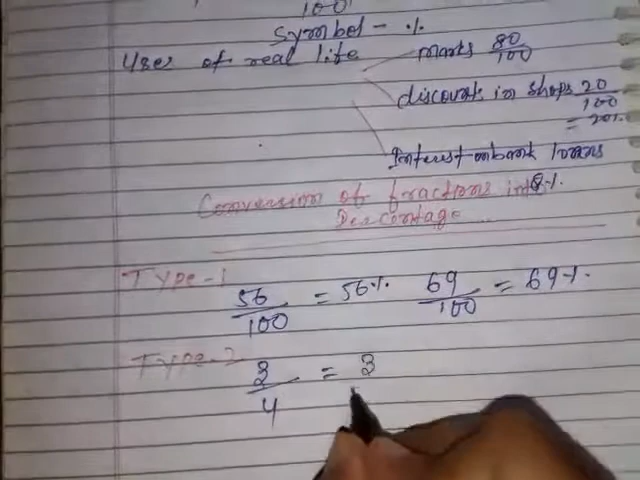 100
Symbol - %
Uses of real life marks 80/100
discounts in shops 20/100
= 20%
Interest on bank loans
Conversion of fractions into %.
Percentage
Type-1
56/100 = 56% 69/100 = 69%.
Type-2
3/4 = 3